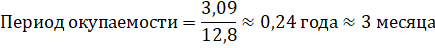 Период окупаемости = 3,09/12,8 ≈ 0,24 года ≈ 3 месяца